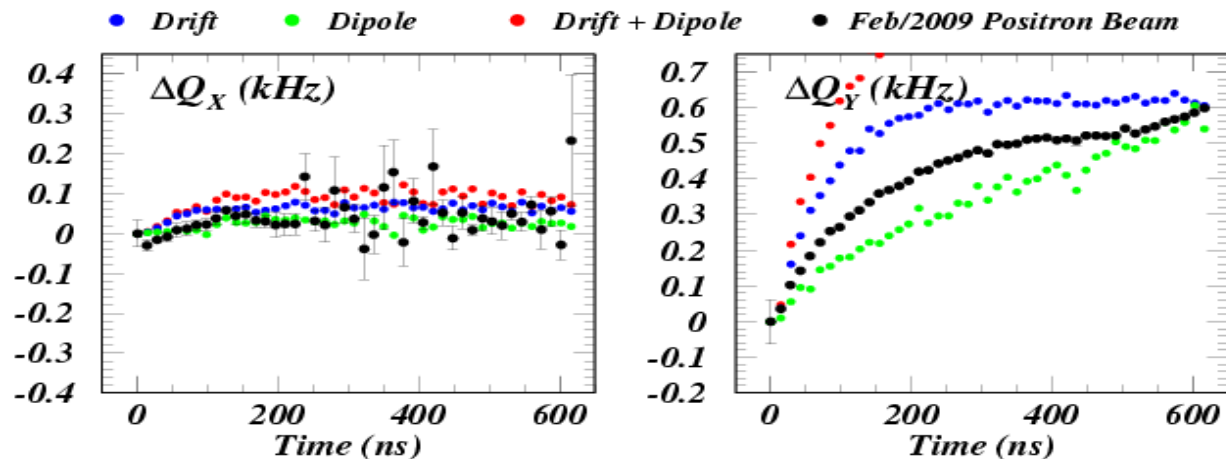 Drift Dipole Drift + Dipole Feb/2009 Positron Beam
ΔQX (kHz)
0.4
0.3
0.2
0.1
0
-0.1
-0.2
-0.3
0.4
0 200 400 600
Time (ns)
ΔQY (kHz)
0.7
0.6
0.5
0.4
0.3
0.2
0.1
0
-0.1
-0.2
0 200 400 600
Time (ns)